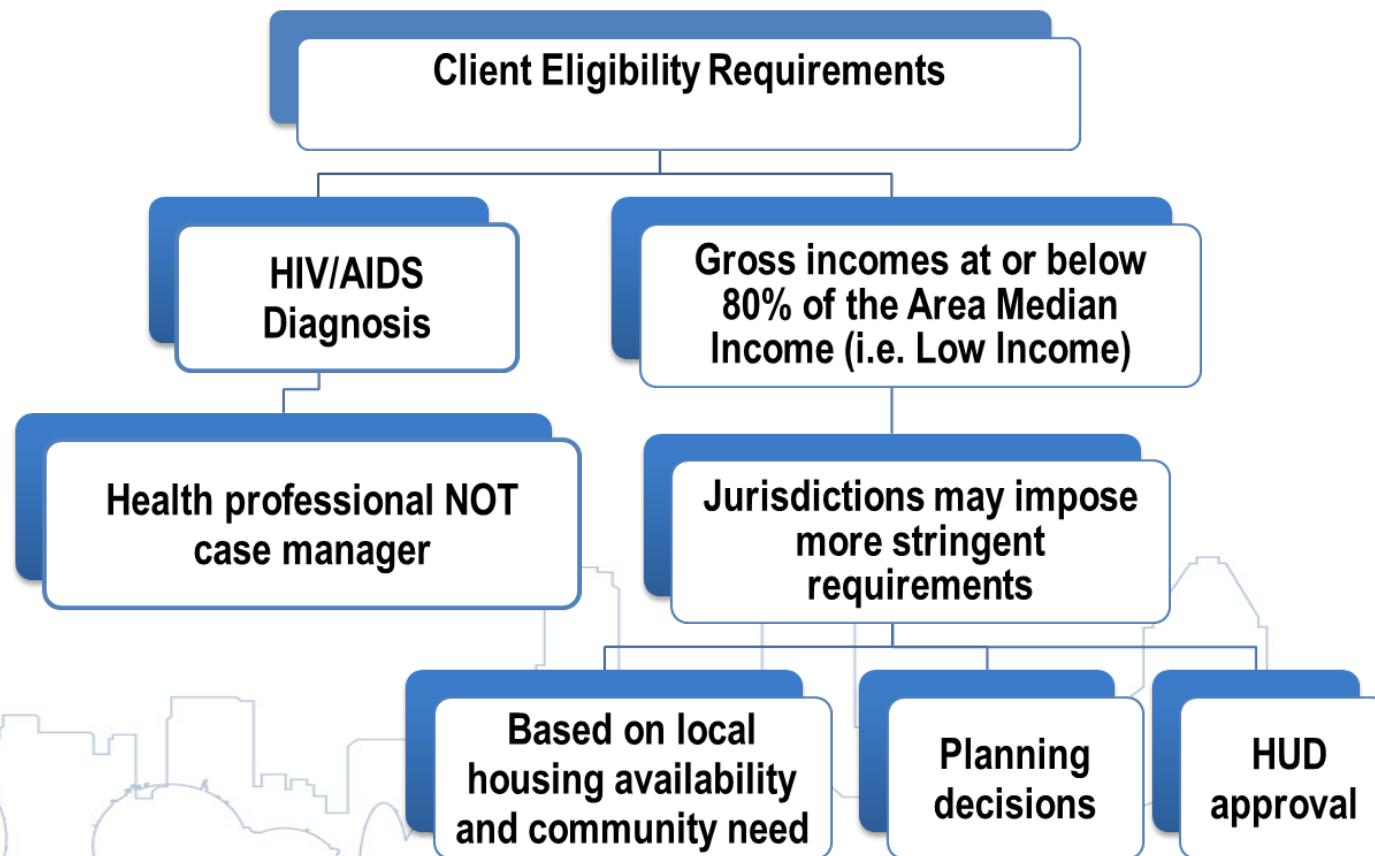 Client Eligibility Requirements
HIV/AIDS
Diagnosis
Gross incomes at or below
80% of the Area Median
Income (i.e. Low Income)
Health professional NOT
case manager
Jurisdictions may impose
more stringent
requirements
Based on local
housing availability
and community need
Planning
decisions
HUD
approval